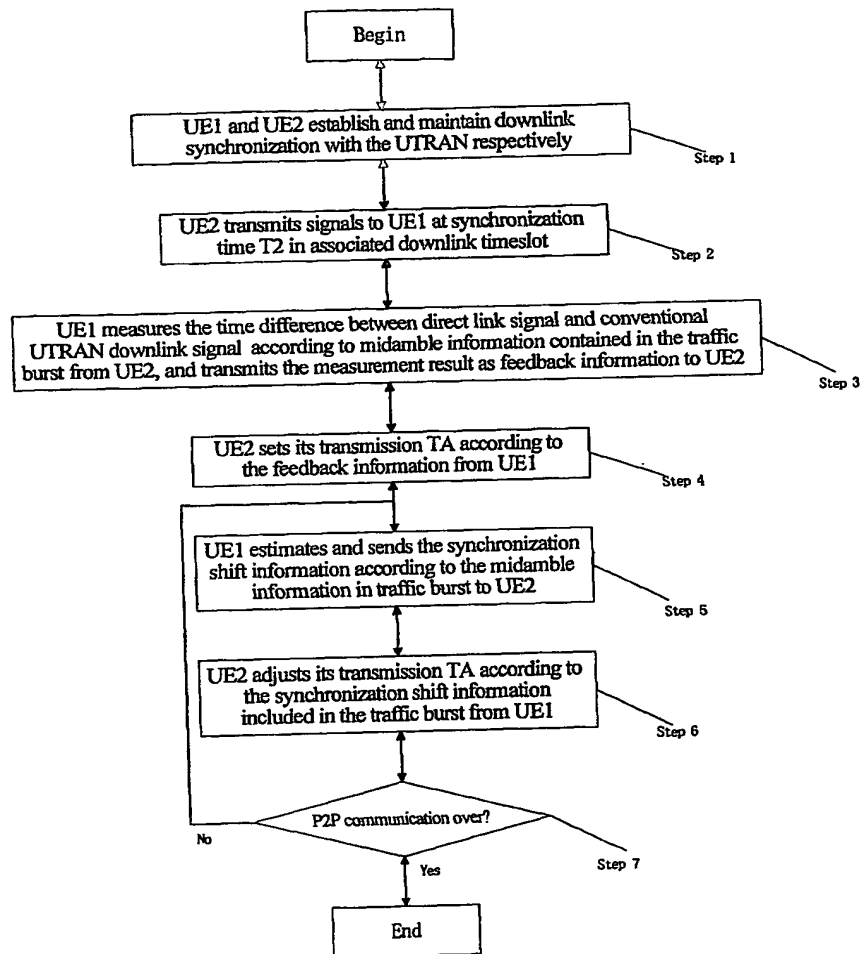 Begin
UE1 and UE2 establish and maintain downlink
synchronization with the UTRAN respectively
Step 1
UE2 transmits signals to UE1 at synchronization
time T2 in associated downlink timeslot
Step 2
UE1 measures the time difference between direct link signal and conventional
UTRAN downlink signal according to midamble information contained in the traffic
burst from UE2, and transmits the measurement result as feedback information to UE2
Step 3
UE2 sets its transmission TA according to
the feedback information from UE1
Step 4
UE1 estimates and sends the synchronization
shift information according to the midamble
information in traffic burst to UE2
Step 5
UE2 adjusts its transmission TA according to
the synchronization shift information
included in the traffic burst from UE1
Step 6
P2P communication over?
No
Step 7
Yes
End